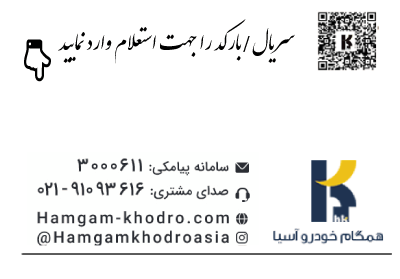 سریال / بارکد را جهت استعلام وارد نمایید
سامانه پیامکی: ۳۰۰۰۶۱۱
صدای مشتری: ۰۲۱-۹۱۰۹۳۶۱۶
Hamgam-khodro.com
@Hamgamkhodroasia
hk
همگام خودرو آسیا